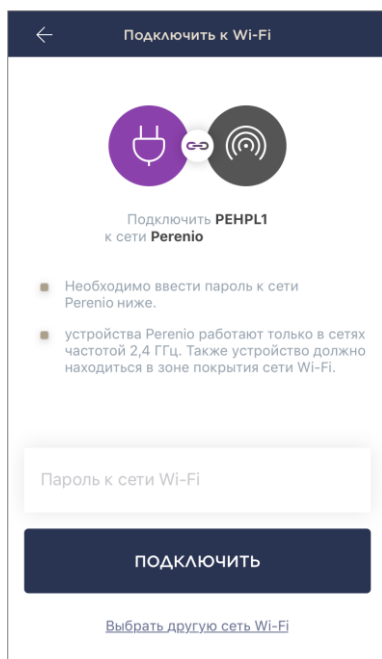 Подключить к Wi-Fi
Подключить PEHPL1
к сети Perenio
Необходимо ввести пароль к сети
Perenio ниже.
устройства Perenio работают только в сетях
частотой 2,4 ГГц. Также устройство должно
находиться в зоне покрытия сети Wi-Fi.
Пароль к сети Wi-Fi
ПОДКЛЮЧИТЬ
Выбрать другую сеть Wi-Fi